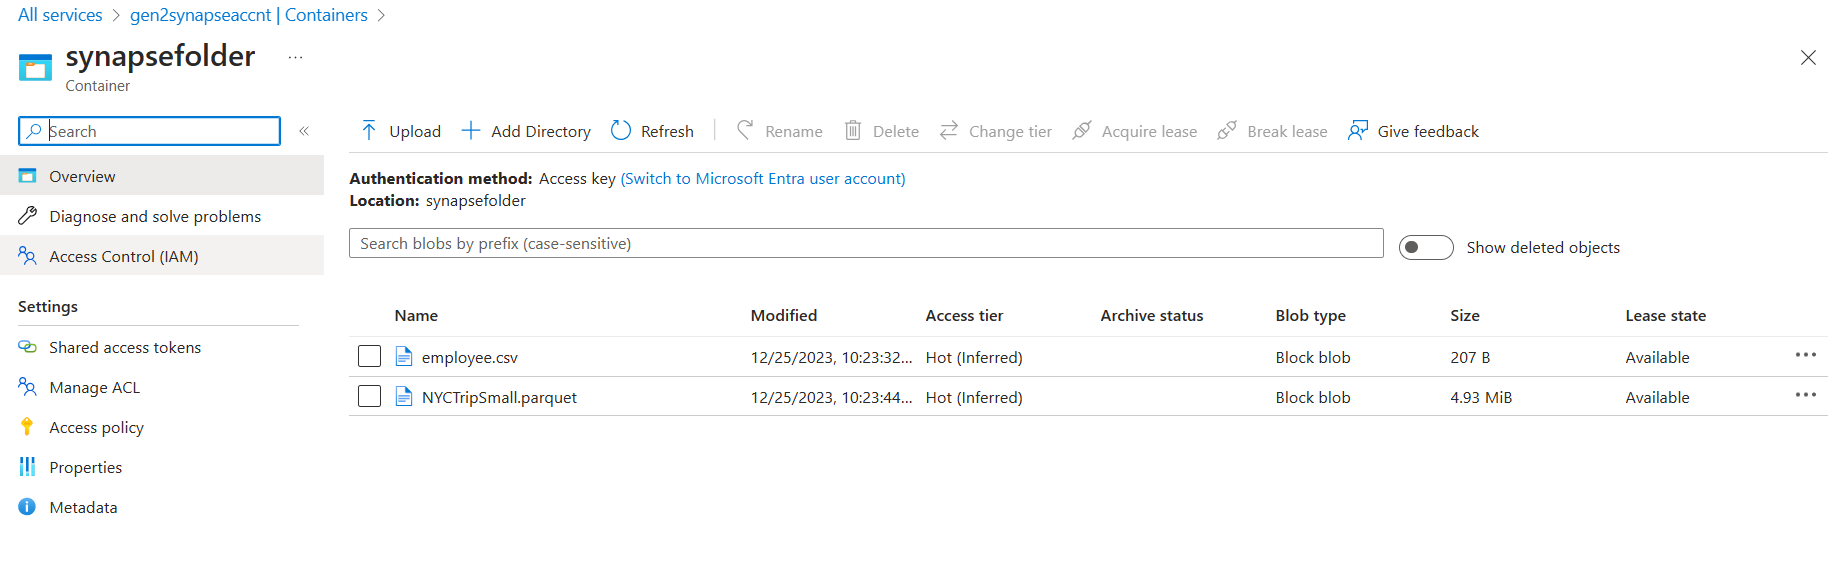 All services > gen2synapseaccnt | Containers >
synapsefolder ...
Container
Search «
Overview
Diagnose and solve problems
Access Control (IAM)
Settings
Shared access tokens
Manage ACL
Access policy
Properties
Metadata
Upload Add Directory Refresh Rename Delete Change tier Acquire lease Break lease Give feedback
Authentication method: Access key (Switch to Microsoft Entra user account)
Location: synapsefolder
Search blobs by prefix (case-sensitive) Show deleted objects
Name Modified Access tier Archive status Blob type Size Lease state
employee.csv 12/25/2023, 10:23:32... Hot (Inferred) Block blob 207 B Available ...
NYCTripSmall.parquet 12/25/2023, 10:23:44... Hot (Inferred) Block blob 4.93 MiB Available ...